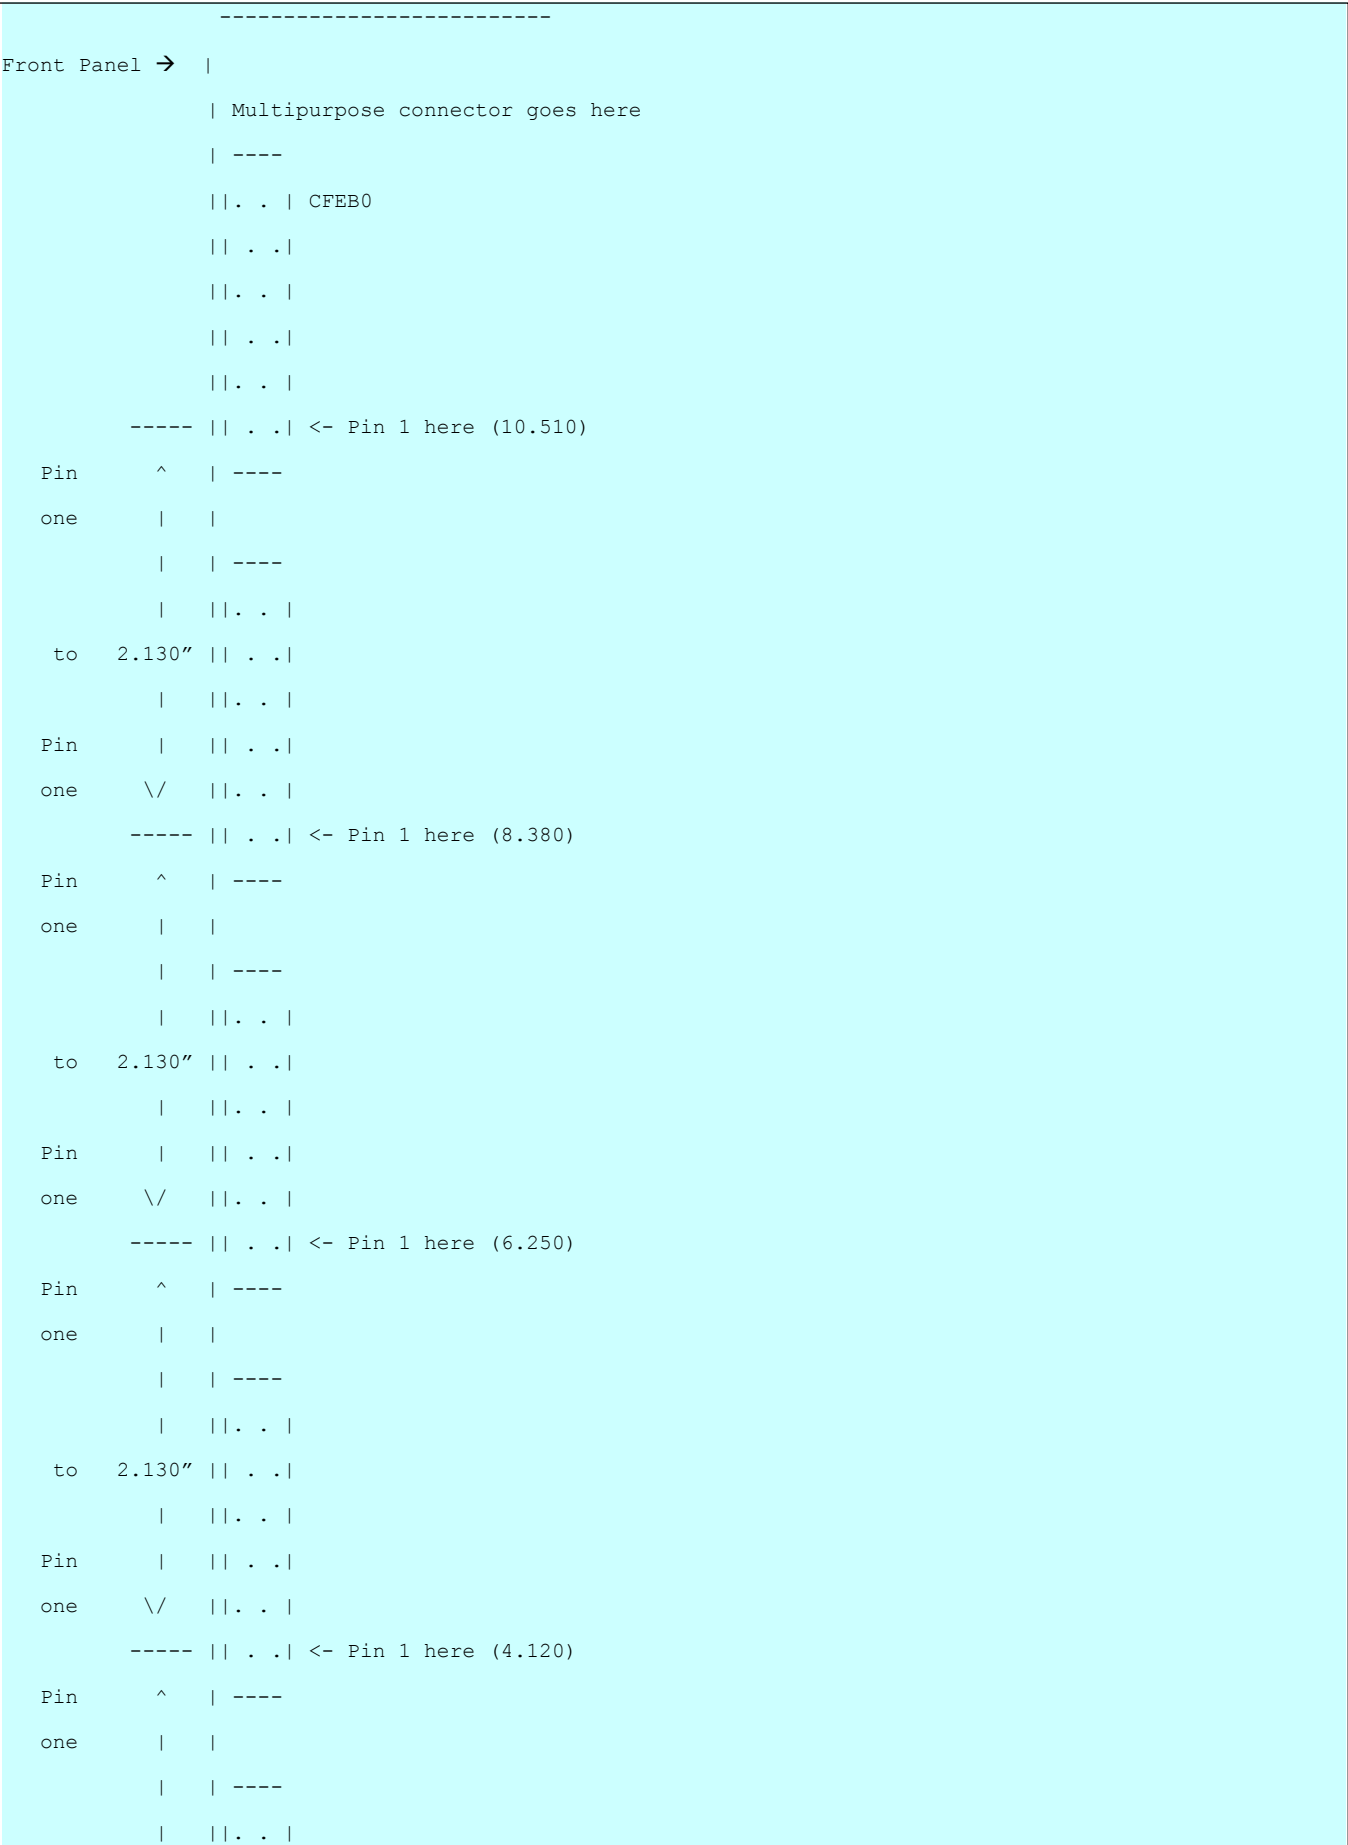 --------------------------
Front Panel →  |
                | Multipurpose connector goes here
                | ----
                ||. . | CFEB0
                || . .|
                ||. . |
                || . .|
                ||. . |
          ----- || . .| <- Pin 1 here (10.510)
   Pin      ^   | ----
   one      |   |
            |   | ----
            |   ||. . |
    to   2.130” || . .|
            |   ||. . |
   Pin      |   || . .|
   one     \/   ||. . |
          ----- || . .| <- Pin 1 here (8.380)
   Pin      ^   | ----
   one      |   |
            |   | ----
            |   ||. . |
    to   2.130” || . .|
            |   ||. . |
   Pin      |   || . .|
   one     \/   ||. . |
          ----- || . .| <- Pin 1 here (6.250)
   Pin      ^   | ----
   one      |   |
            |   | ----
            |   ||. . |
    to   2.130” || . .|
            |   ||. . |
   Pin      |   || . .|
   one     \/   ||. . |
          ----- || . .| <- Pin 1 here (4.120)
   Pin      ^   | ----
   one      |   |
            |   | ----
            |   ||. . |